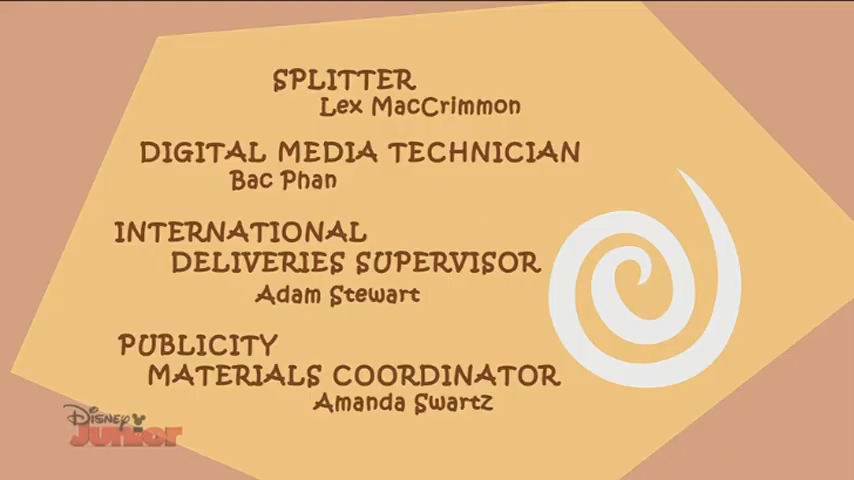 SPLITTER
Lex MacCrimmon
DIGITAL MEDIA TECHNICIAN
Bac Phan
INTERNATIONAL
DELIVERIES SUPERVISOR
Adam Stewart
PUBLICITY
MATERIALS COORDINATOR
Amanda Swartz
Disney
Junior